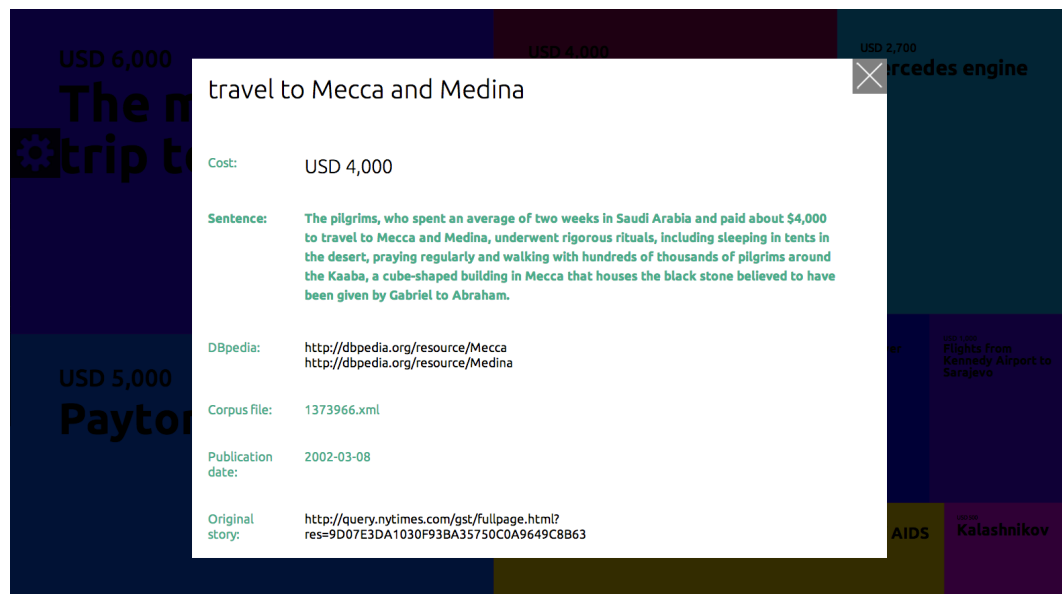 USD 6,000
USD 4,000
USD 2,700
The
trip
Mercedes engine
travel to Mecca and Medina
Cost:
USD 4,000
Sentence:
The pilgrims, who spent an average of two weeks in Saudi Arabia and paid about $4,000
to travel to Mecca and Medina, underwent rigorous rituals, including sleeping in tents in
the desert, praying regularly and walking with hundreds of thousands of pilgrims around
the Kaaba, a cube-shaped building in Mecca that houses the black stone believed to have
been given by Gabriel to Abraham.
DBpedia:
http://dbpedia.org/resource/Mecca
http://dbpedia.org/resource/Medina
Flights from
Kennedy Airport to
Sarajevo
USD 5,000
Corpus file:
1373966.xml
Publication
date:
2002-03-08
Original
story:
http://query.nytimes.com/gst/fullpage.html?
res=9D07E3DA1030F93BA35750C0A9649C8B63
AIDS
Kalashnikov